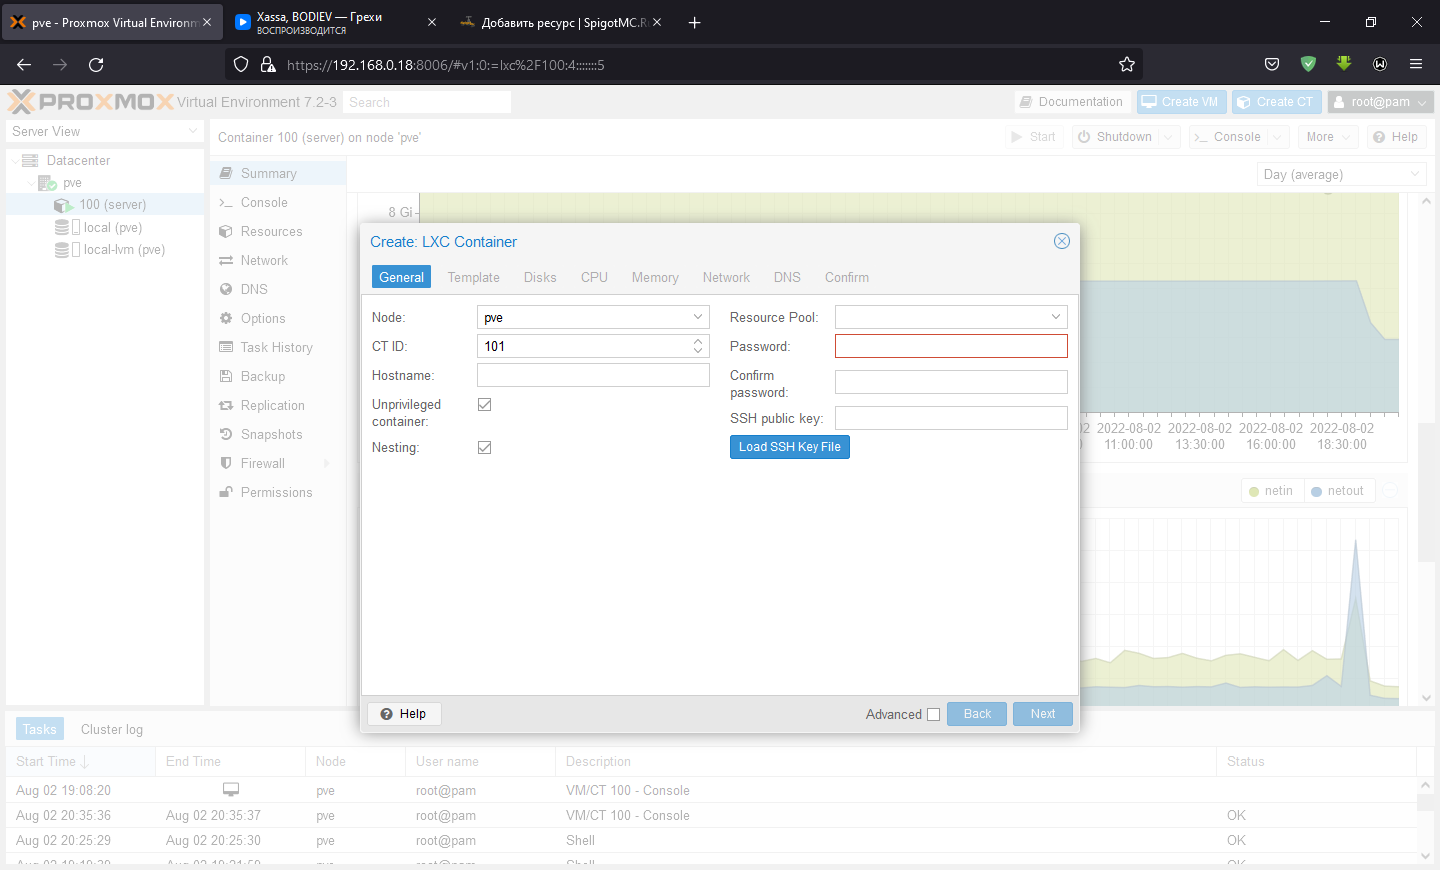 pve - Proxmox Virtual Environm
Xassa, BODIEV — Грехи
ВОСПРОИЗВОДИТСЯ
Добавить ресурс | SpigotMC.Ru
https://192.168.0.18:8006/#v1:0:=lxc%2F100:4:::::::5
PROXMOX Virtual Environment 7.2-3
Search
Documentation
Create VM
Create CT
root@pam
Server View
Container 100 (server) on node 'pve'
Start
Shutdown
Console
More
Help
Datacenter
pve
100 (server)
local (pve)
local-lvm (pve)
Summary
Console
Resources
Network
DNS
Options
Task History
Backup
Replication
Snapshots
Firewall
Permissions
Day (average)
8 Gi
Create: LXC Container
General
Template
Disks
CPU
Memory
Network
DNS
Confirm
Node:
pve
CT ID:
101
Hostname:
Unprivileged
container:
Nesting:
Resource Pool:
Password:
Confirm
password:
SSH public key:
Load SSH Key File
Help
Advanced
Back
Next
02 2022-08-02 2022-08-02 2022-08-02 2022-08-02
0 11:00:00 13:30:00 16:00:00 18:30:00
netin
netout
Tasks
Cluster log
Start Time
End Time
Node
User name
Description
Status
Aug 02 19:08:20 pve root@pam VM/CT 100 - Console
Aug 02 20:35:36 Aug 02 20:35:37 pve root@pam VM/CT 100 - Console OK
Aug 02 20:25:29 Aug 02 20:25:30 pve root@pam Shell OK
pve root@pam Shell OK